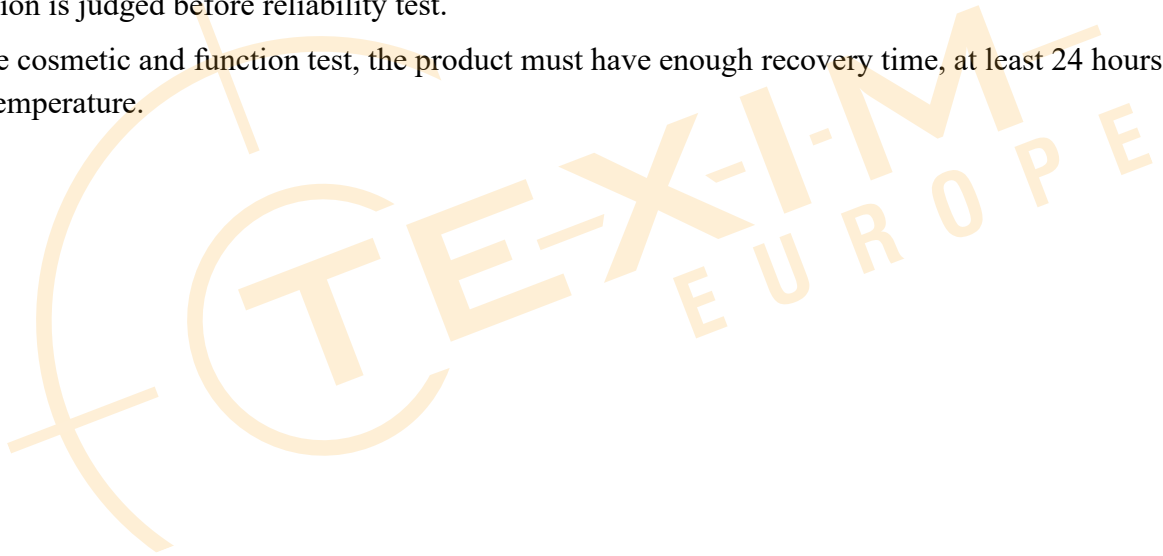 ion is judged before reliability test.
e cosmetic and function test, the product must have enough recovery time, at least 24 hours
emperature.
TEXIM
EUROPE